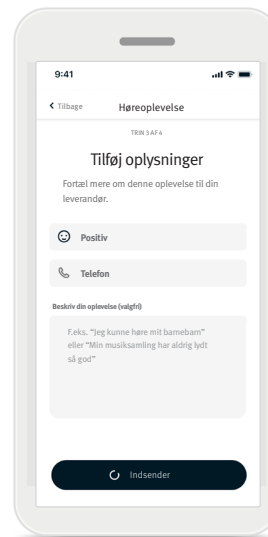 9:41
Tilbage
Høreoplevelse
TRIN 3 AF 4
Tilføj oplysninger
Fortæl mere om denne oplevelse til din
leverandør.
Positiv
Telefon
Beskriv din oplevelse (valgfri)
F.eks. "Jeg kunne høre mit barnebarn"
eller "Min musiksamling har aldrig lydt
så god"
Indsender